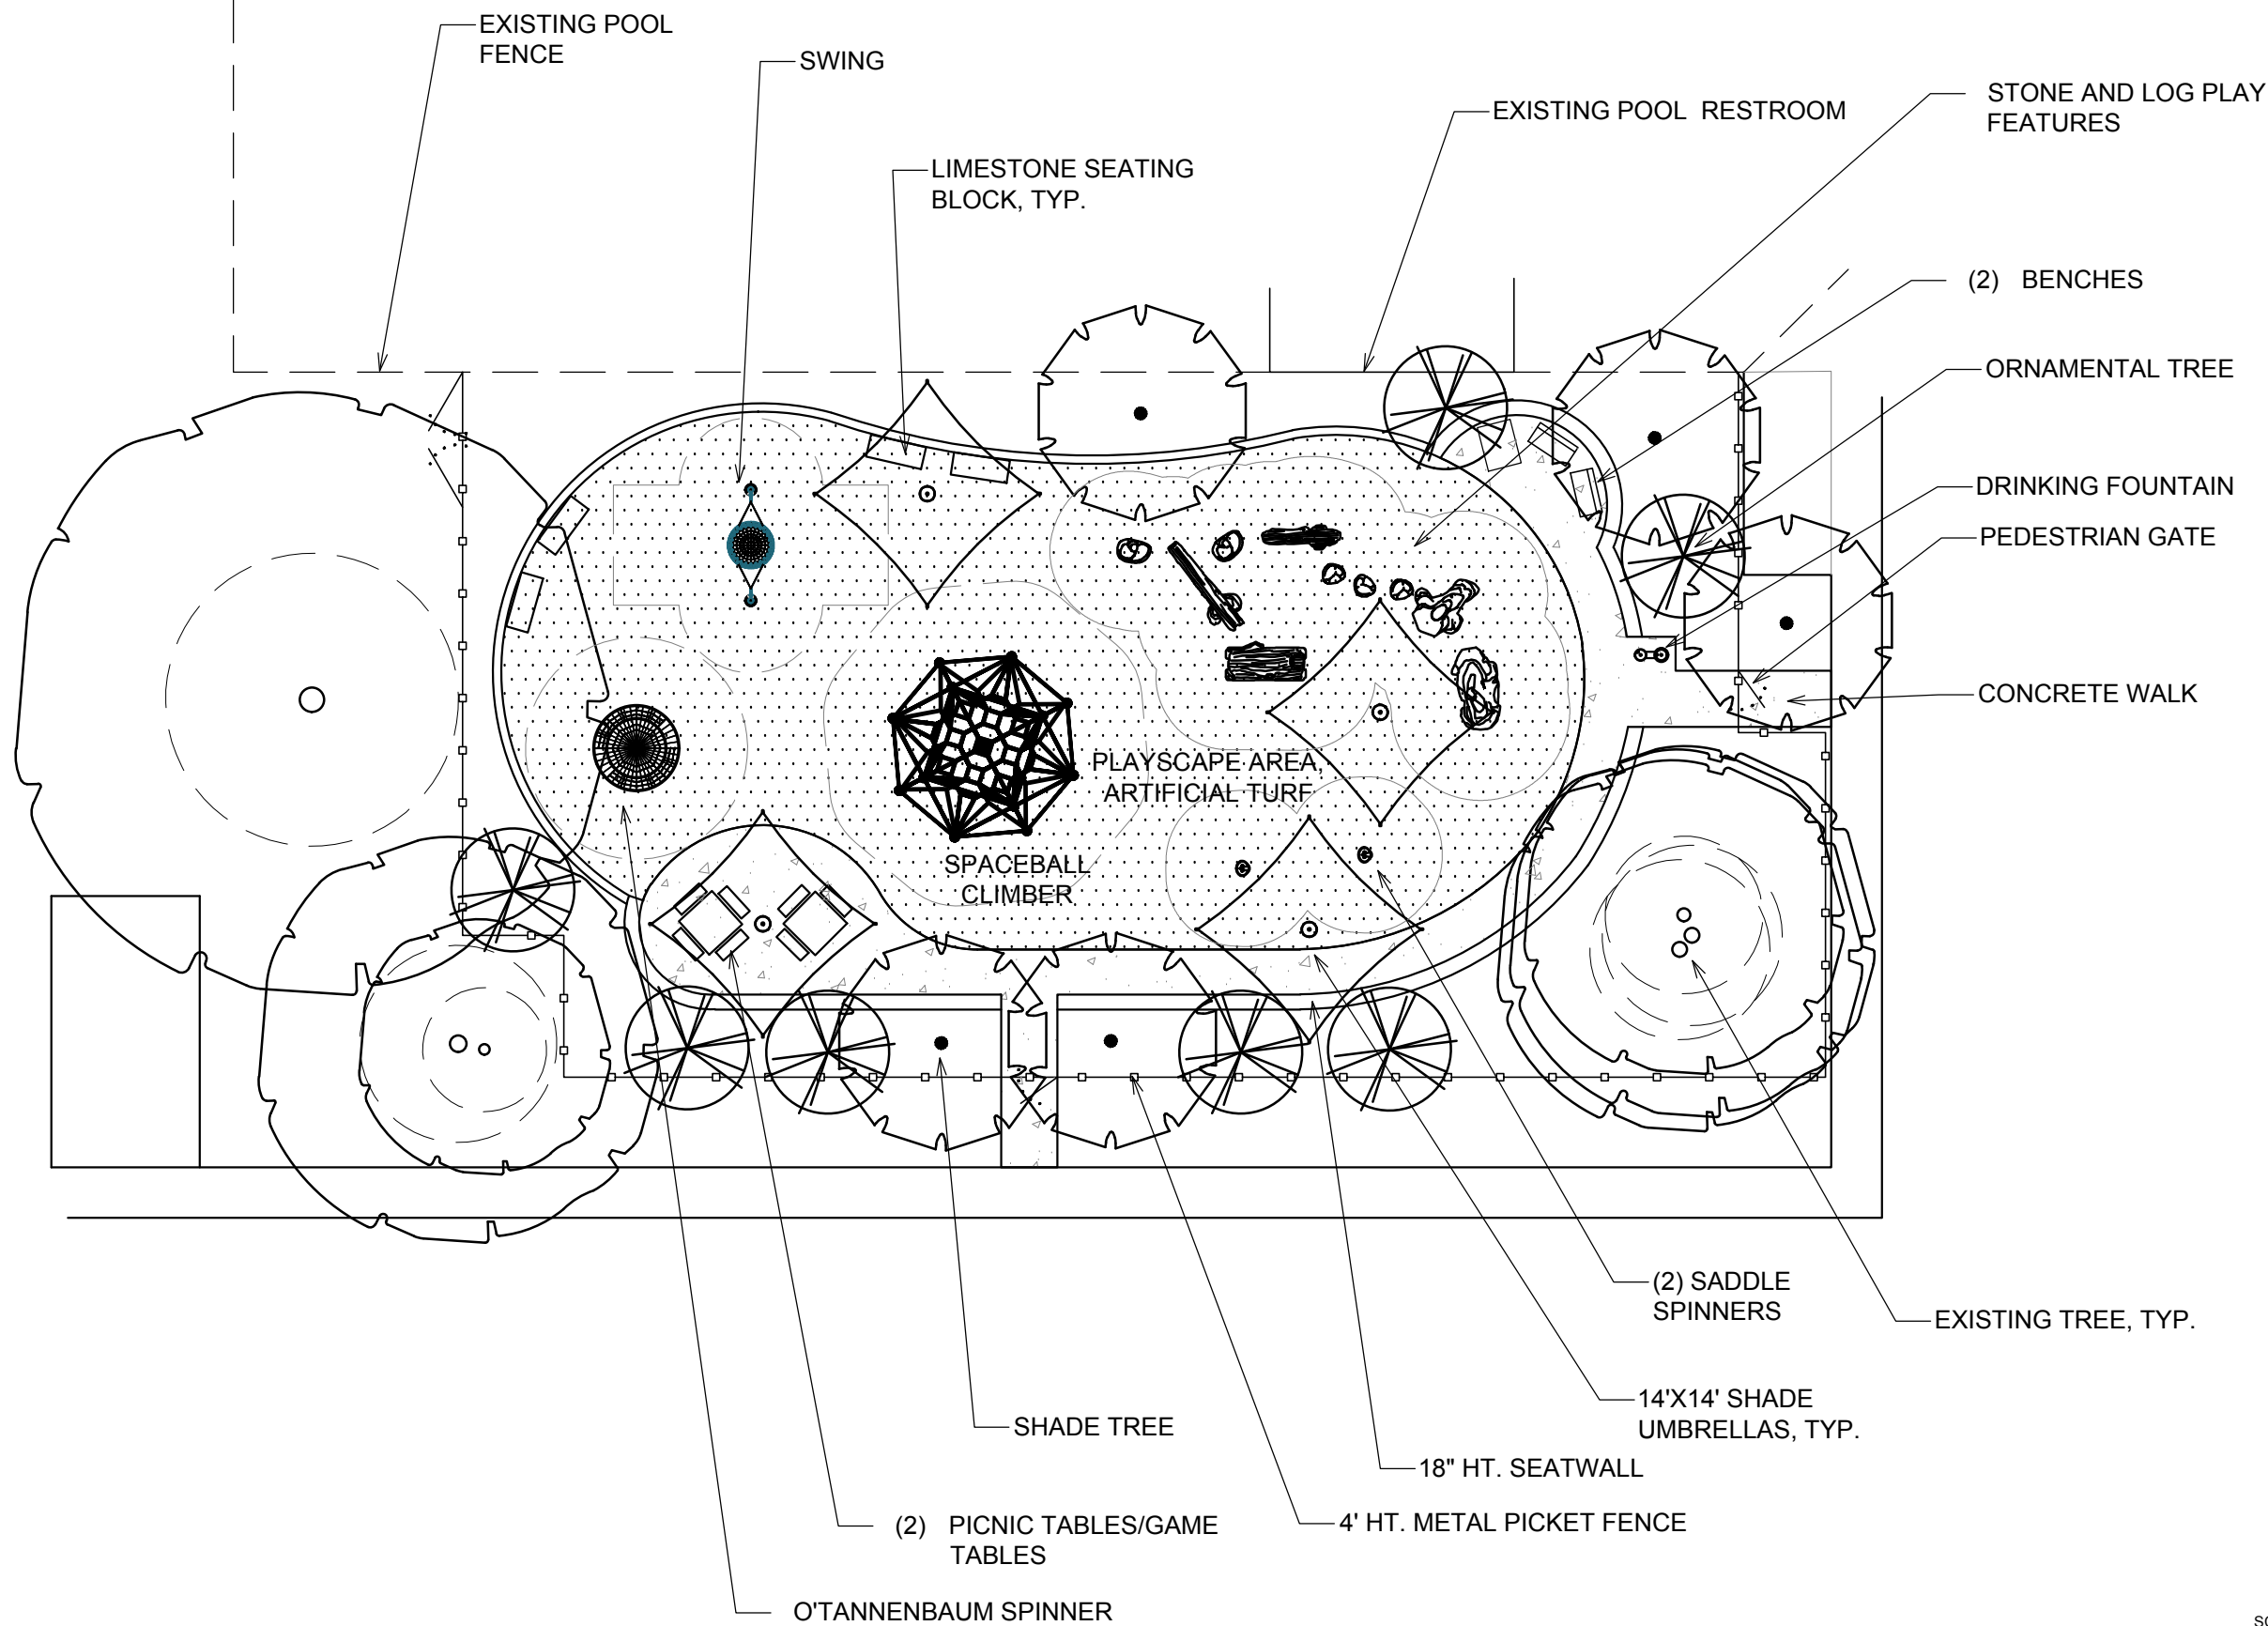 EXISTING POOL
FENCE
SWING
STONE AND LOG PLAY
FEATURES
EXISTING POOL RESTROOM
LIMESTONE SEATING
BLOCK, TYP.
(2) BENCHES
ORNAMENTAL TREE
DRINKING FOUNTAIN
PEDESTRIAN GATE
CONCRETE WALK
PLAYSCAPE AREA,
ARTIFICIAL TURF
SPACEBALL
CLIMBER
(2) SADDLE
SPINNERS
EXISTING TREE, TYP.
14'X14' SHADE
UMBRELLAS, TYP.
SHADE TREE
18" HT. SEATWALL
4' HT. METAL PICKET FENCE
(2) PICNIC TABLES/GAME
TABLES
O'TANNENBAUM SPINNER